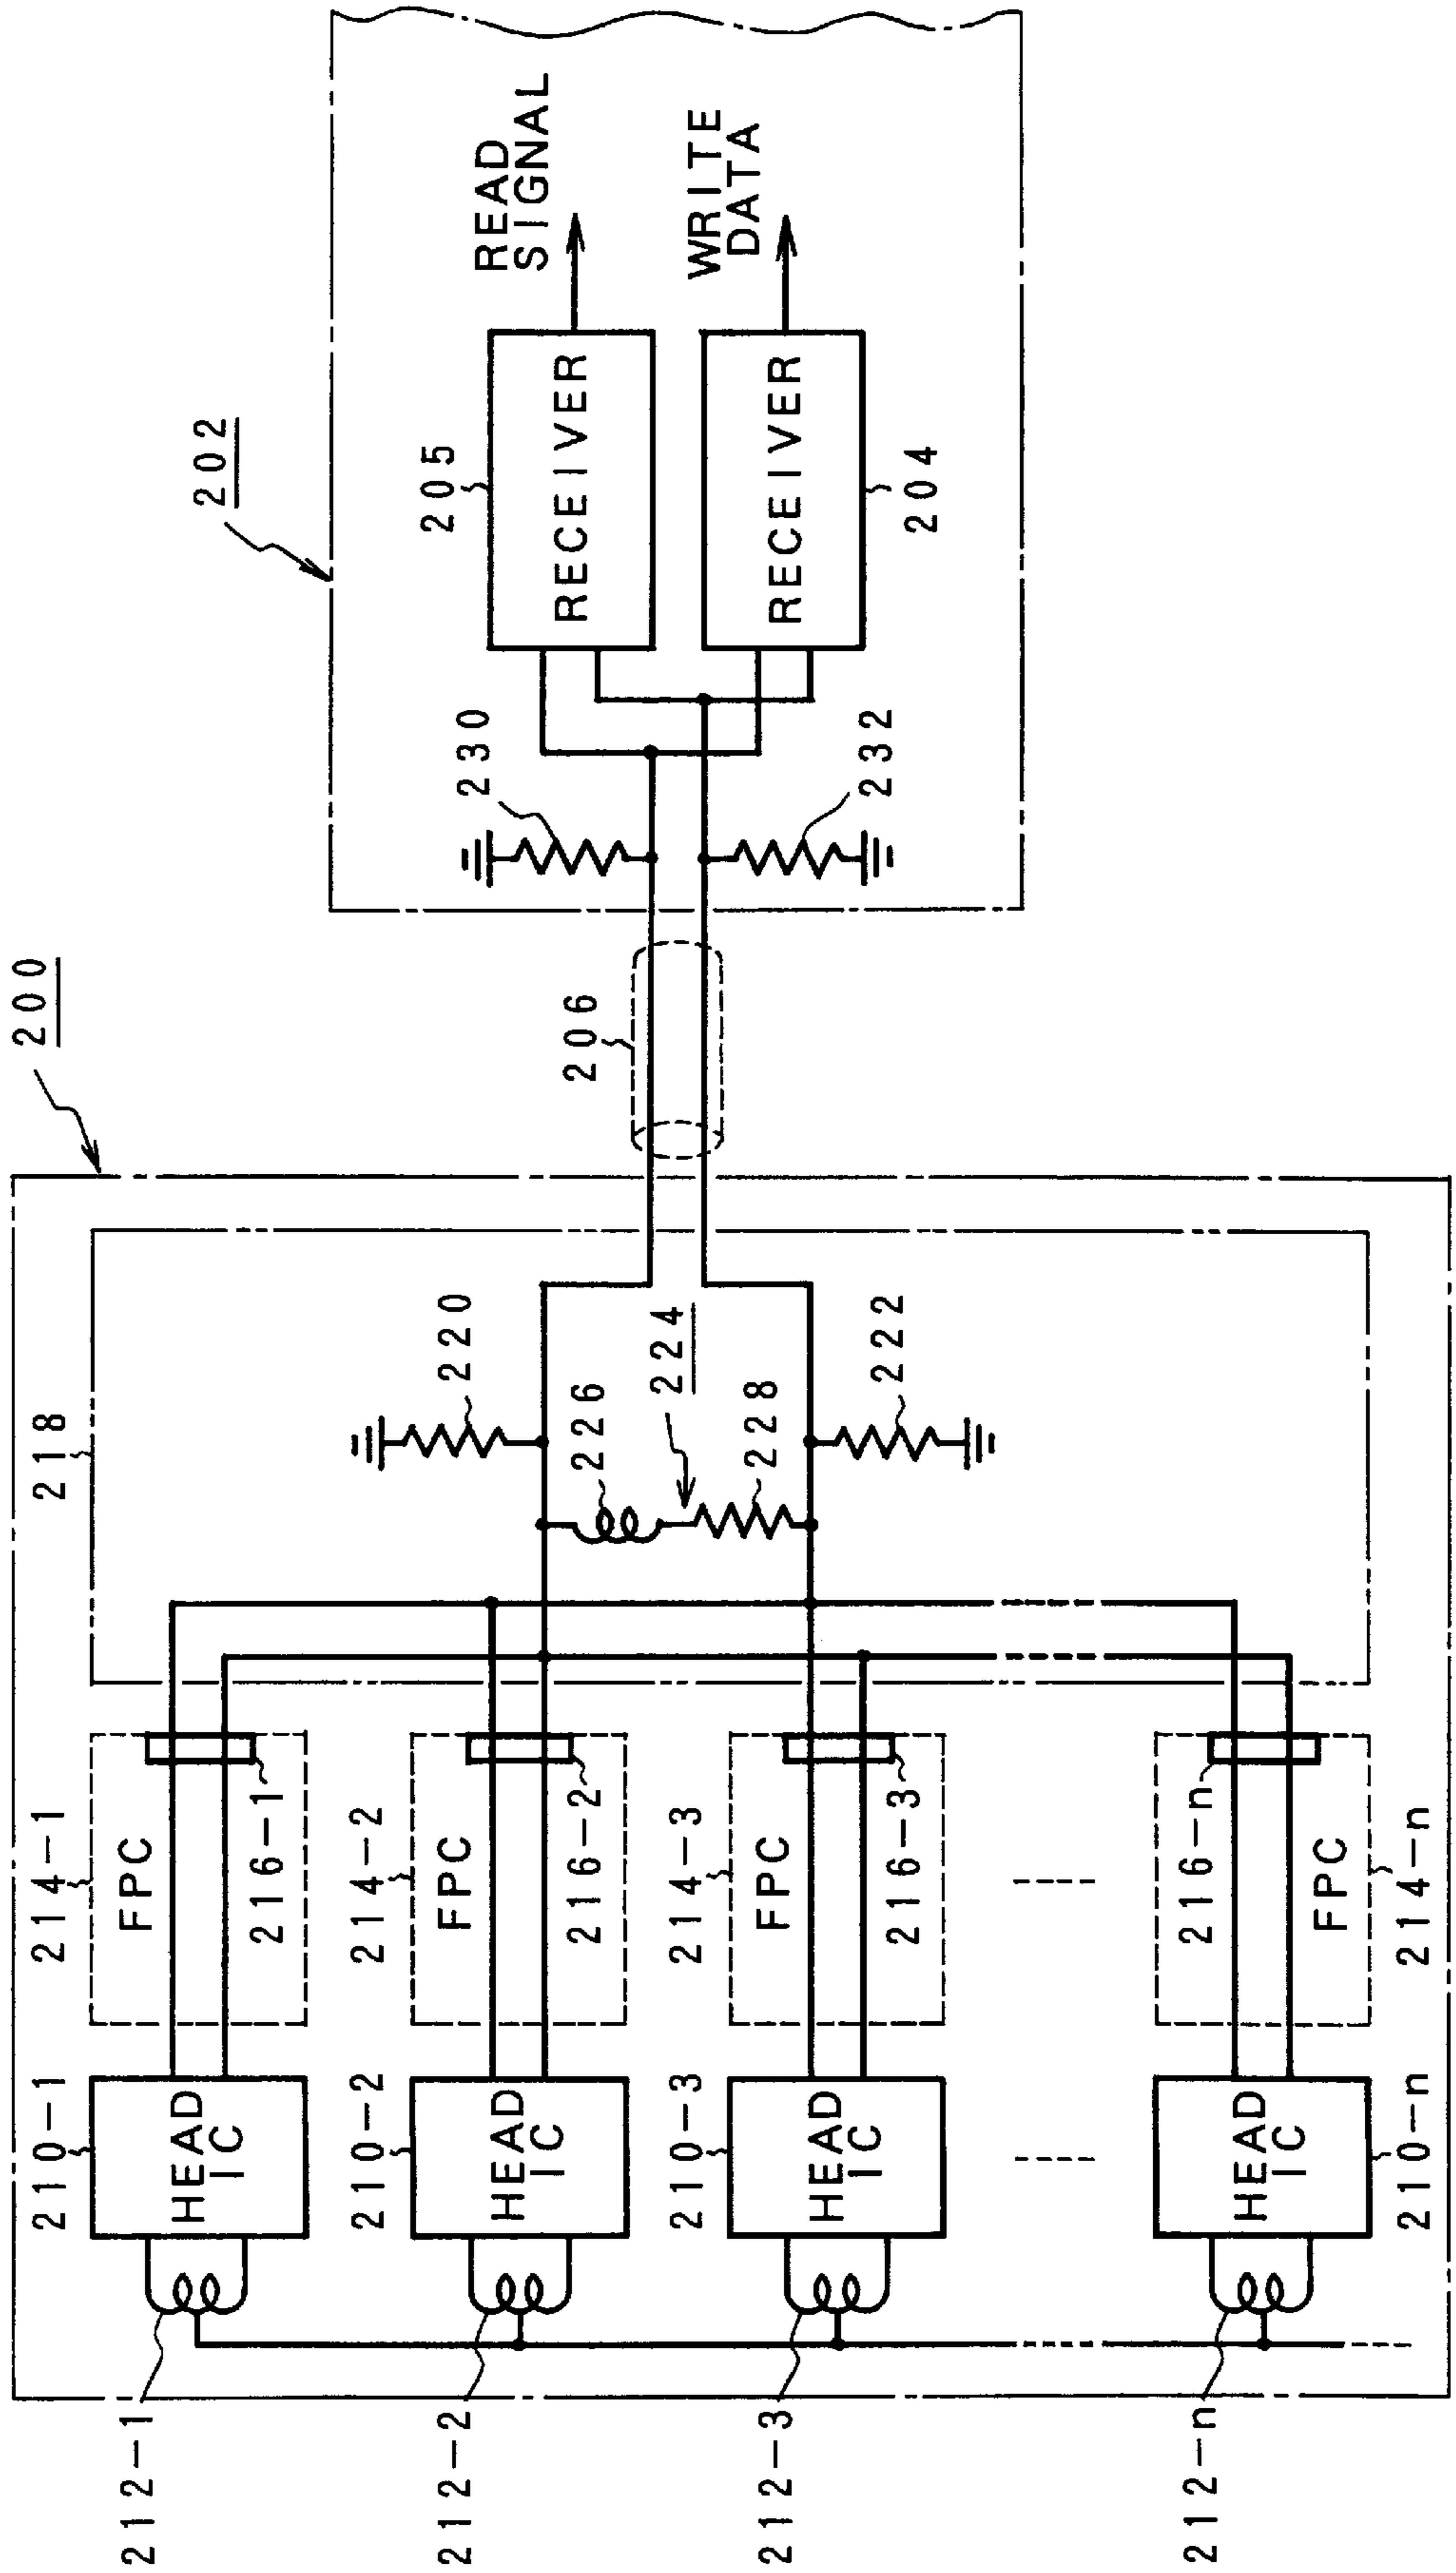 200
202
218
206
212-1
210-1
HEAD
IC
214-1
FPC
216-1
212-2
210-2
HEAD
IC
214-2
FPC
216-2
212-3
210-3
HEAD
IC
214-3
FPC
216-3
212-n
210-n
HEAD
IC
214-n
FPC
216-n
220
226
224
228
222
230
232
205
RECEIVER
READ
SIGNAL
204
RECEIVER
WRITE
DATA